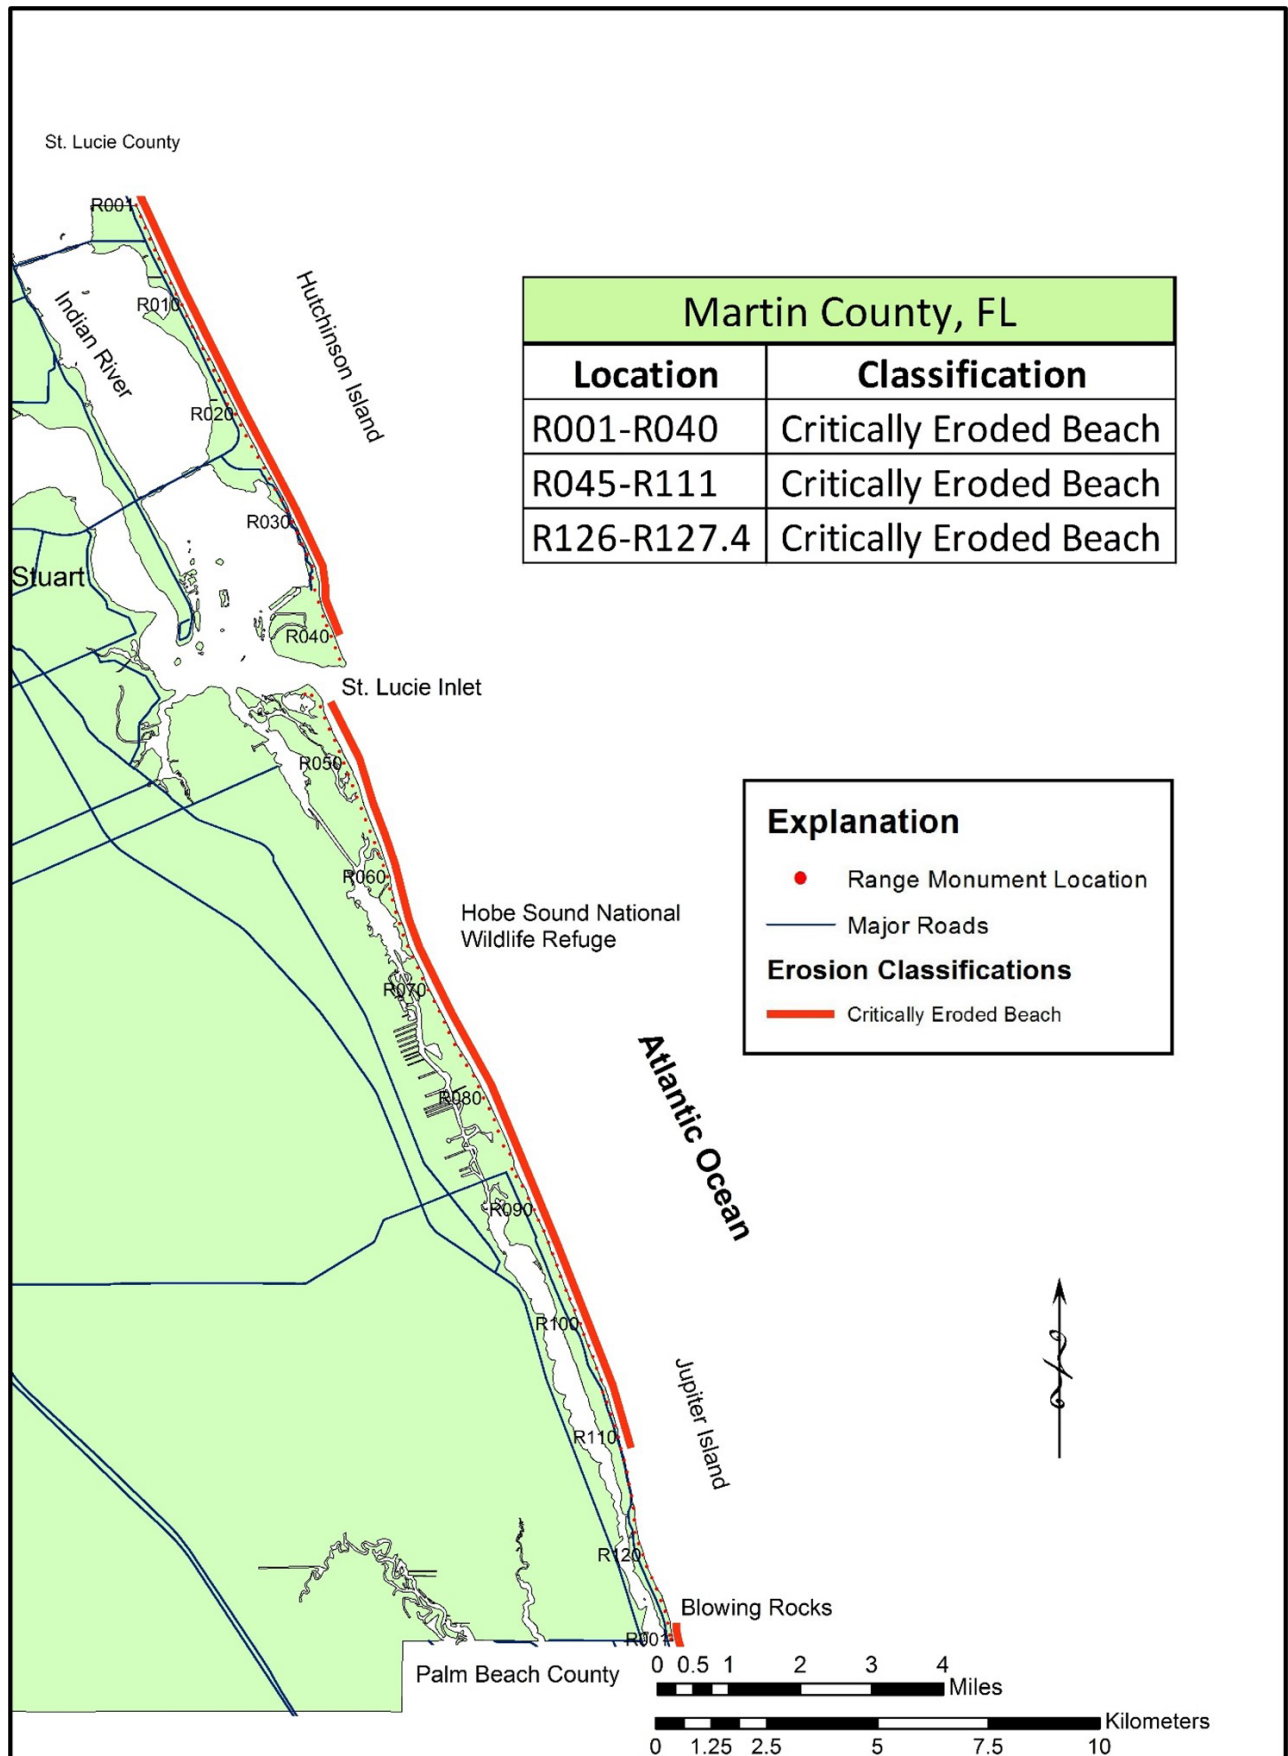 St. Lucie County
R001
Hutchinson Island
Indian River
R010
R020
R030
Stuart
R040
St. Lucie Inlet
R050
R060
Hobe Sound National
Wildlife Refuge
R070
R080
Atlantic Ocean
R090
R100
Jupiter Island
R110
R120
Blowing Rocks
R001
Palm Beach County
Martin County, FL
Location Classification
R001-R040 Critically Eroded Beach
R045-R111 Critically Eroded Beach
R126-R127.4 Critically Eroded Beach
Explanation
Range Monument Location
Major Roads
Erosion Classifications
Critically Eroded Beach
0 0.5 1 2 3 4
Miles
Kilometers
0 1.25 2.5 5 7.5 10